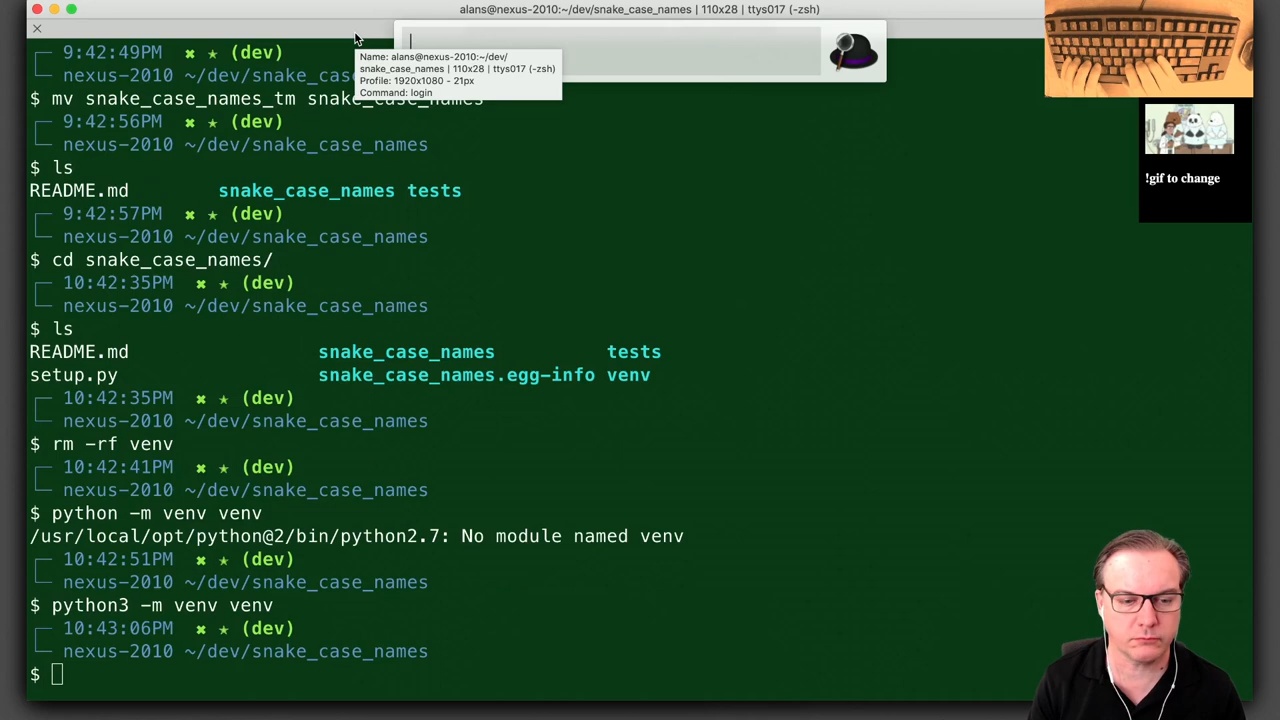 alans@nexus-2010:~/dev/snake_case_names | 110x28 | ttys017 (-zsh)
Name: alans@nexus-2010:~/dev/
snake_case_names | 110x28 | ttys017 (-zsh)
Profile: 1920x1080 - 21px
Command: login
9:42:49PM ✖ ★ (dev)
nexus-2010 ~/dev/snake_cas
$ mv snake_case_names_tm snake_case_names
9:42:56PM ✖ ★ (dev)
nexus-2010 ~/dev/snake_case_names
$ ls
README.md snake_case_names tests
9:42:57PM ✖ ★ (dev)
nexus-2010 ~/dev/snake_case_names
$ cd snake_case_names/
10:42:35PM ✖ ★ (dev)
nexus-2010 ~/dev/snake_case_names
$ ls
README.md snake_case_names tests
setup.py snake_case_names.egg-info venv
10:42:35PM ✖ ★ (dev)
nexus-2010 ~/dev/snake_case_names
$ rm -rf venv
10:42:41PM ✖ ★ (dev)
nexus-2010 ~/dev/snake_case_names
$ python -m venv venv
/usr/local/opt/python@2/bin/python2.7: No module named venv
10:42:51PM ✖ ★ (dev)
nexus-2010 ~/dev/snake_case_names
$ python3 -m venv venv
10:43:06PM ✖ ★ (dev)
nexus-2010 ~/dev/snake_case_names
$
!gif to change